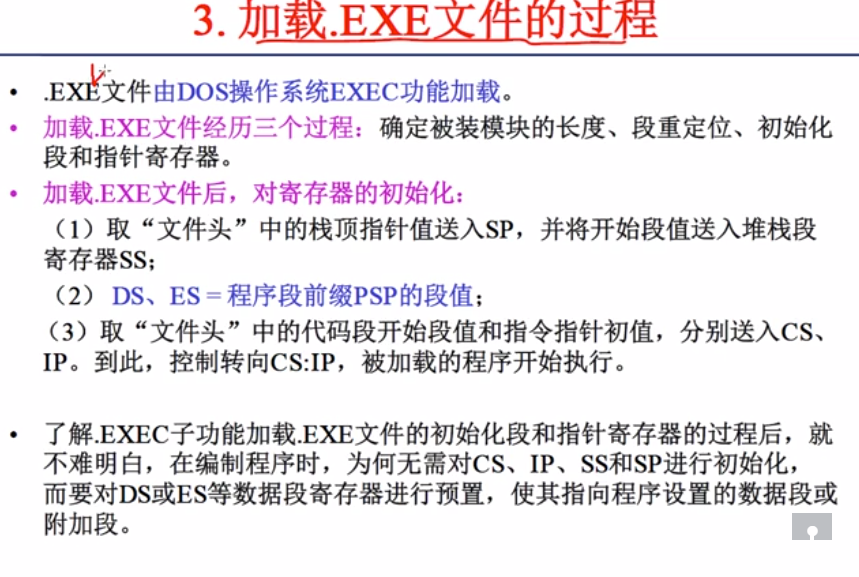 3. 加载.EXE文件的过程
• .EXE文件由DOS操作系统EXEC功能加载。
• 加载.EXE文件经历三个过程：确定被装模块的长度、段重定位、初始化
段和指针寄存器。
• 加载.EXE文件后，对寄存器的初始化：
（1）取“文件头”中的栈顶指针值送入SP，并将开始段值送入堆栈段
寄存器SS；
（2） DS、ES = 程序段前缀PSP的段值；
（3）取“文件头”中的代码段开始段值和指令指针初值，分别送入CS、
IP。到此，控制转向CS:IP，被加载的程序开始执行。
• 了解.EXEC子功能加载.EXE文件的初始化段和指针寄存器的过程后，就
不难明白，在编制程序时，为何无需对CS、IP、SS和SP进行初始化，
而要对DS或ES等数据段寄存器进行预置，使其指向程序设置的数据段或
附加段。